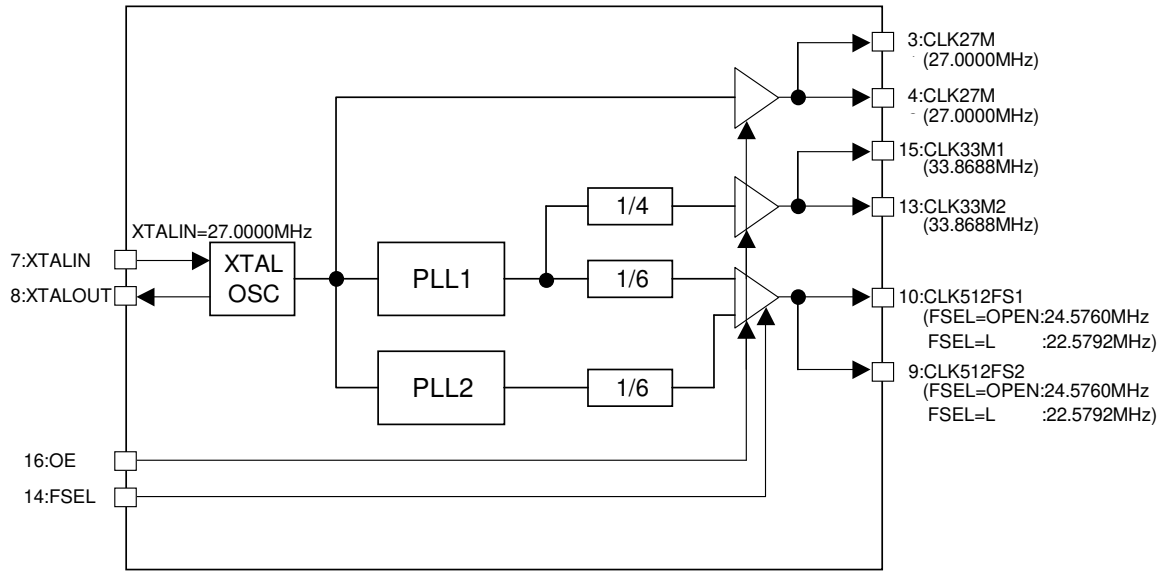 3:CLK27M
(27.0000MHz)
4:CLK27M
(27.0000MHz)
15:CLK33M1
(33.8688MHz)
1/4
13:CLK33M2
(33.8688MHz)
XTALIN=27.0000MHz
7:XTALIN
8:XTALOUT
XTAL
OSC
PLL1
1/6
10:CLK512FS1
(FSEL=OPEN:24.5760MHz
FSEL=L :22.5792MHz)
PLL2
1/6
9:CLK512FS2
(FSEL=OPEN:24.5760MHz
FSEL=L :22.5792MHz)
16:OE
14:FSEL